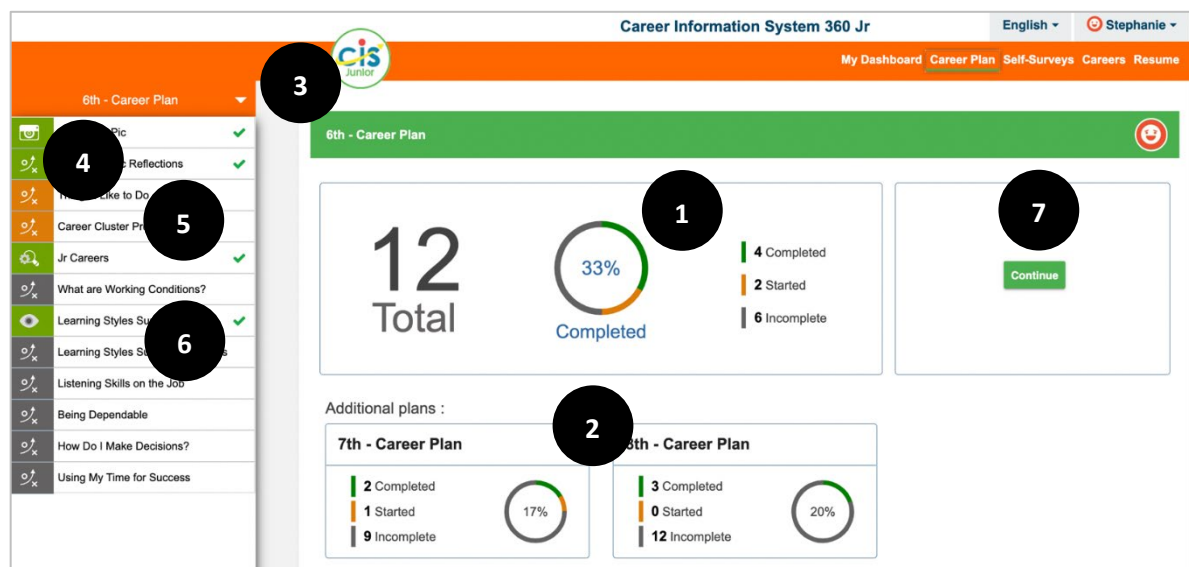 Career Information System 360 Jr
English
Stephanie
cis
Junior
My Dashboard Career Plan Self-Surveys Careers Resume
3
6th - Career Plan
Pic
4
Reflections
Like to Do
5
Career Cluster
Jr Careers
What are Working Conditions?
Learning Styles
6
Learning Styles
Listening Skills on the Job
Being Dependable
How Do I Make Decisions?
Using My Time for Success
6th - Career Plan
1
12
Total
33%
Completed
4 Completed
2 Started
6 Incomplete
7
Continue
Additional plans :
2
7th - Career Plan
2 Completed
1 Started
9 Incomplete
17%
8th - Career Plan
3 Completed
0 Started
12 Incomplete
20%